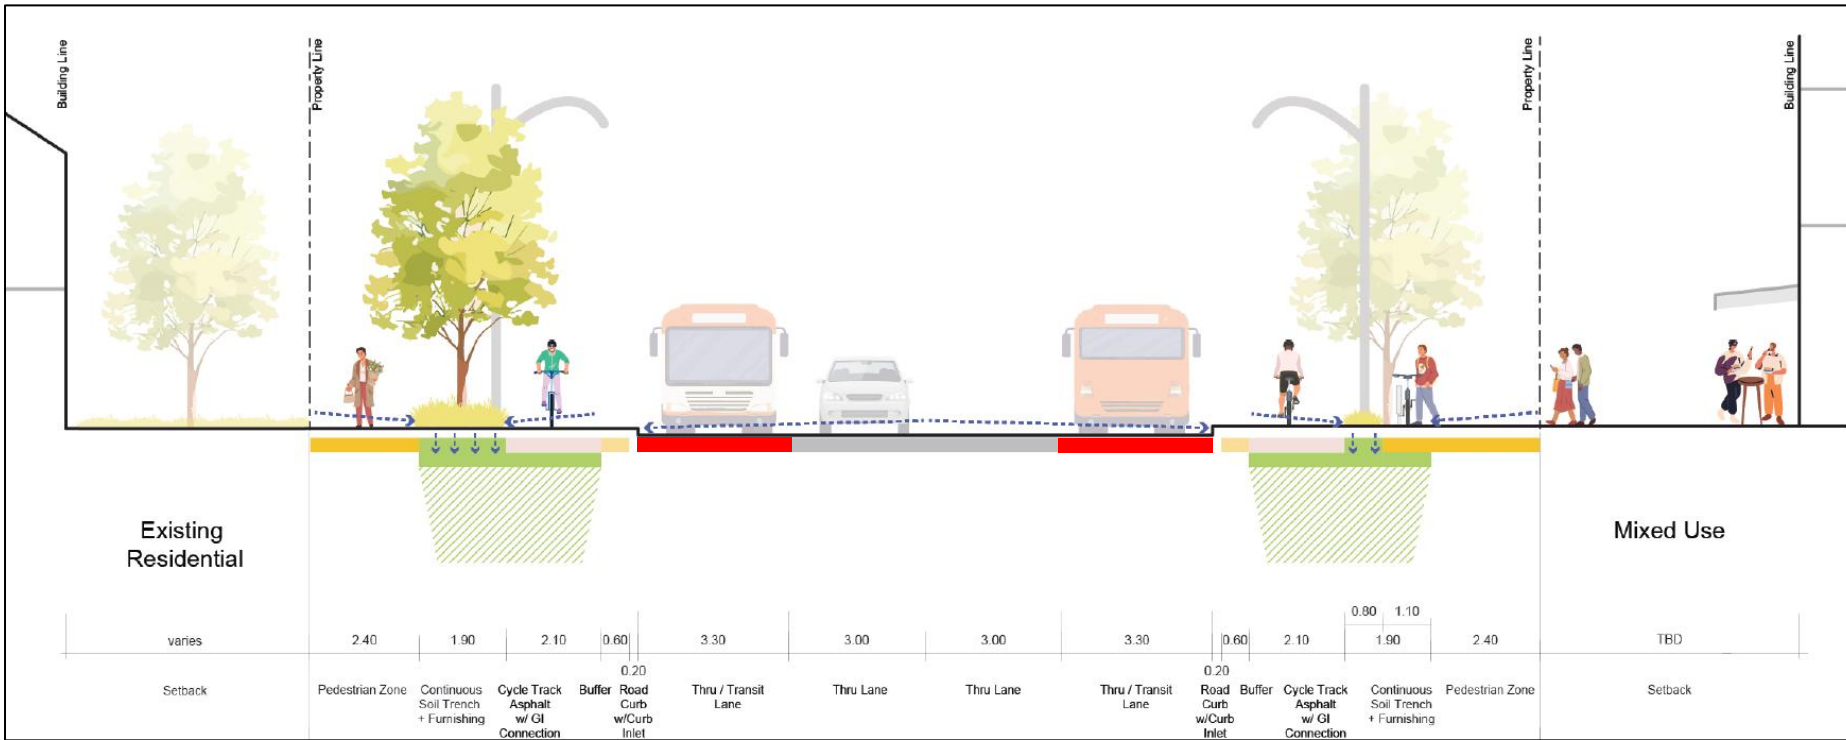 Building Line
Property Line
Property Line
Building Line
Existing
Residential
Mixed Use
0.80
1.10
varies
2.40
1.90
2.10
0.60
3.30
3.00
3.00
3.30
0.60
2.10
1.90
2.40
TBD
0.20
0.20
Setback
Pedestrian Zone
Continuous
Soil Trench
+ Furnishing
Cycle Track
Asphalt
w/ GI
Connection
Buffer
Road
Curb
w/Curb
Inlet
Thru / Transit
Lane
Thru Lane
Thru Lane
Thru / Transit
Lane
Road
Curb
w/Curb
Inlet
Buffer
Cycle Track
Asphalt
w/ GI
Connection
Continuous
Soil Trench
+ Furnishing
Pedestrian Zone
Setback